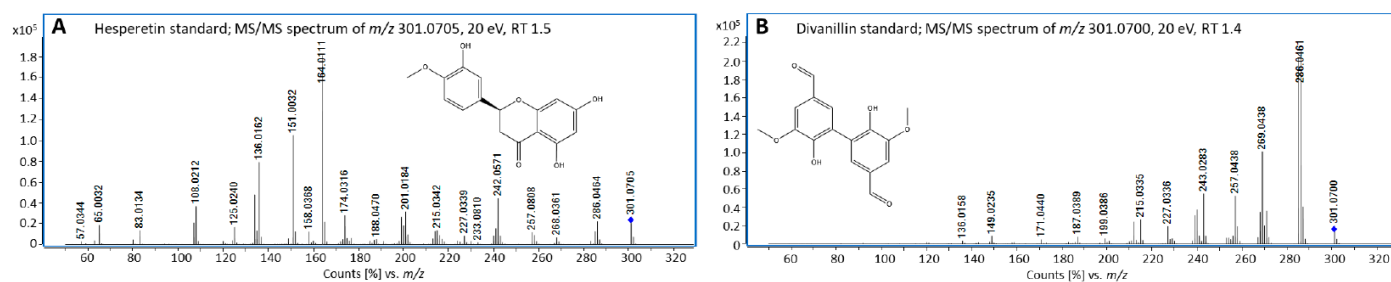 A Hesperetin standard; MS/MS spectrum of m/z 301.0705, 20 eV, RT 1.5
x10⁵
1.8
1.6
1.4
1.2
1.0
0.8
0.6
0.4
0.2
0
57.0344
65.0032
83.0134
108.0212
125.0240
136.0162
151.0032
164.0111
158.0368
174.0316
188.0470
201.0184
215.0342
227.0339
233.0810
242.0571
257.0808
268.0361
286.0464
301.0705
OH
O
O
OH
O
OH
60 80 100 120 140 160 180 200 220 240 260 280 300 320
Counts [%] vs. m/z
B Divanillin standard; MS/MS spectrum of m/z 301.0700, 20 eV, RT 1.4
x10⁵
2.2
2.0
1.8
1.6
1.4
1.2
1.0
0.8
0.6
0.4
0.2
0
136.0158
149.0235
171.0440
187.0389
199.0386
215.0335
227.0336
243.0283
257.0438
269.0438
286.0461
301.0700
O
OH
O
O
OH
O
60 80 100 120 140 160 180 200 220 240 260 280 300 320
Counts [%] vs. m/z